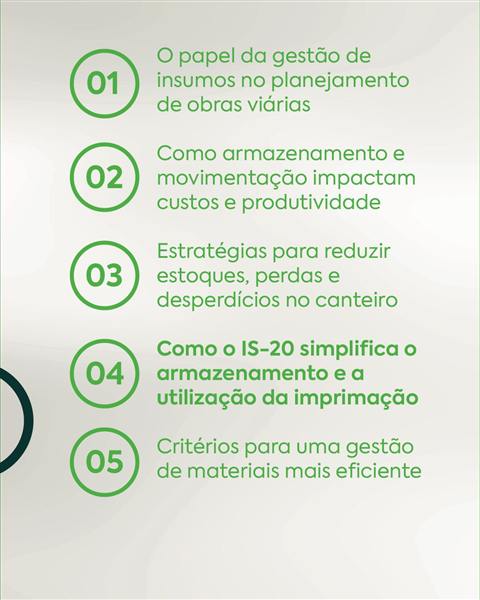 01
O papel da gestão de
insumos no planejamento
de obras viárias
02
Como armazenamento e
movimentação impactam
custos e produtividade
03
Estratégias para reduzir
estoques, perdas e
desperdícios no canteiro
04
Como o IS-20 simplifica o
armazenamento e a
utilização da imprimação
05
Critérios para uma gestão
de materiais mais eficiente